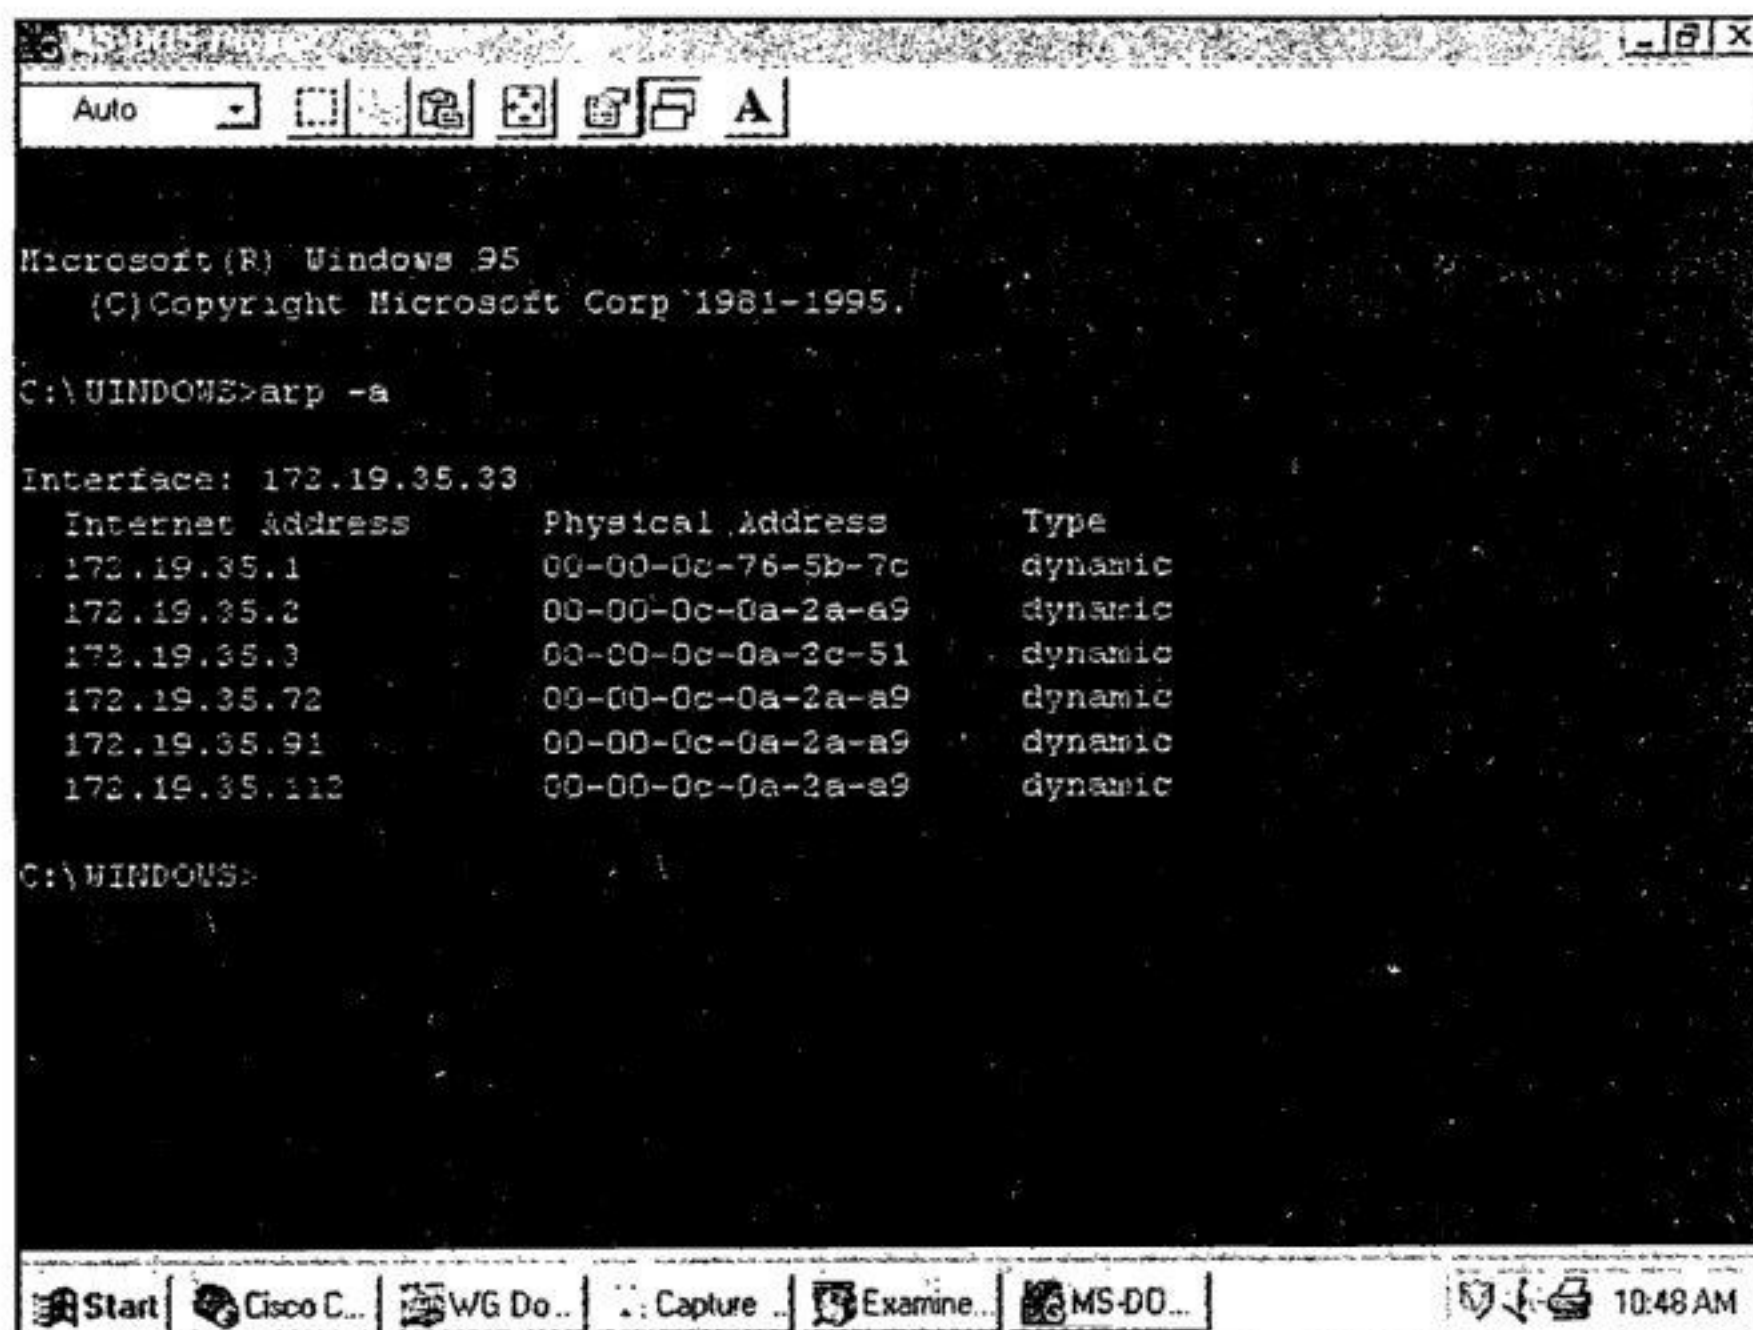 Auto
A
Microsoft(R) Windows 95
(C)Copyright Microsoft Corp 1981-1995.
C:\WINDOWS>arp -a
Interface: 172.19.35.33
Internet Address Physical Address Type
172.19.35.1 00-00-0c-76-5b-7c dynamic
172.19.35.2 00-00-0c-0a-2a-a9 dynamic
172.19.35.3 00-00-0c-0a-2c-51 dynamic
172.19.35.72 00-00-0c-0a-2a-a9 dynamic
172.19.35.91 00-00-0c-0a-2a-a9 dynamic
172.19.35.112 00-00-0c-0a-2a-a9 dynamic
C:\WINDOWS>
Start Cisco C... WG Do... Capture ... Examine... MS-DO... 10:48 AM